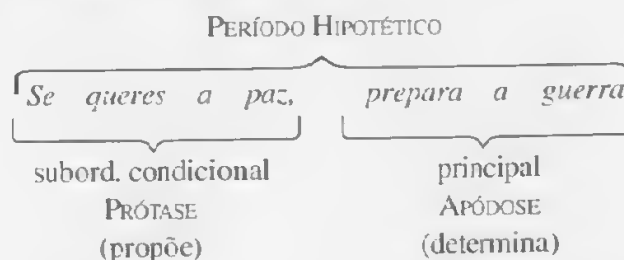 PERÍODO HIPOTÉTICO
Se queres a paz, prepara a guerra
subord. condicional principal
PRÓTASE APÓDOSE
(propõe) (determina)